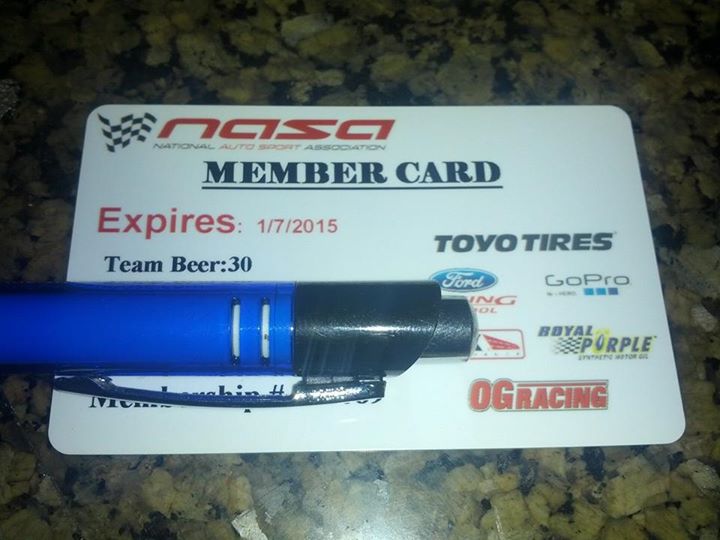 nasa
NATIONAL AUTO SPORT ASSOCIATION
MEMBER CARD
Expires: 1/7/2015
Team Beer:30
TOYO TIRES
Ford
GoPro
ROYAL PURPLE
SYNTHETIC MOTOR OIL
OG RACING
Membership #